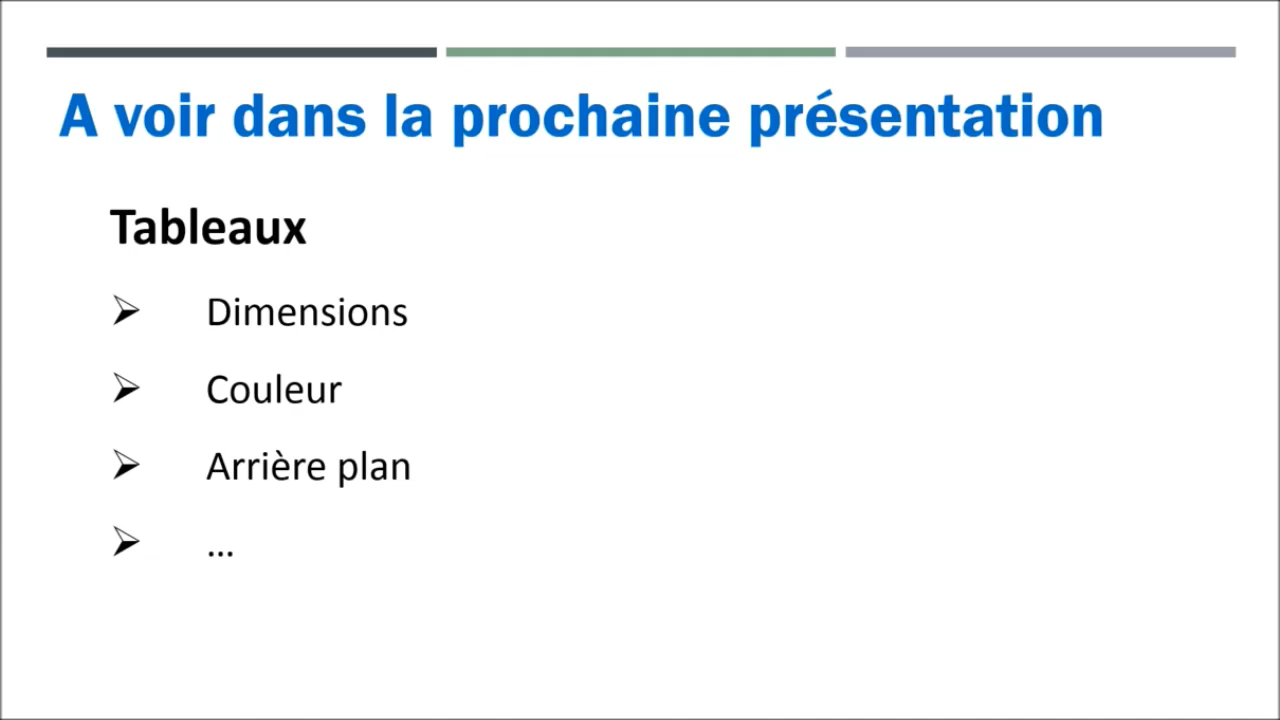 A voir dans la prochaine présentation
Tableaux
Dimensions
Couleur
Arrière plan
...